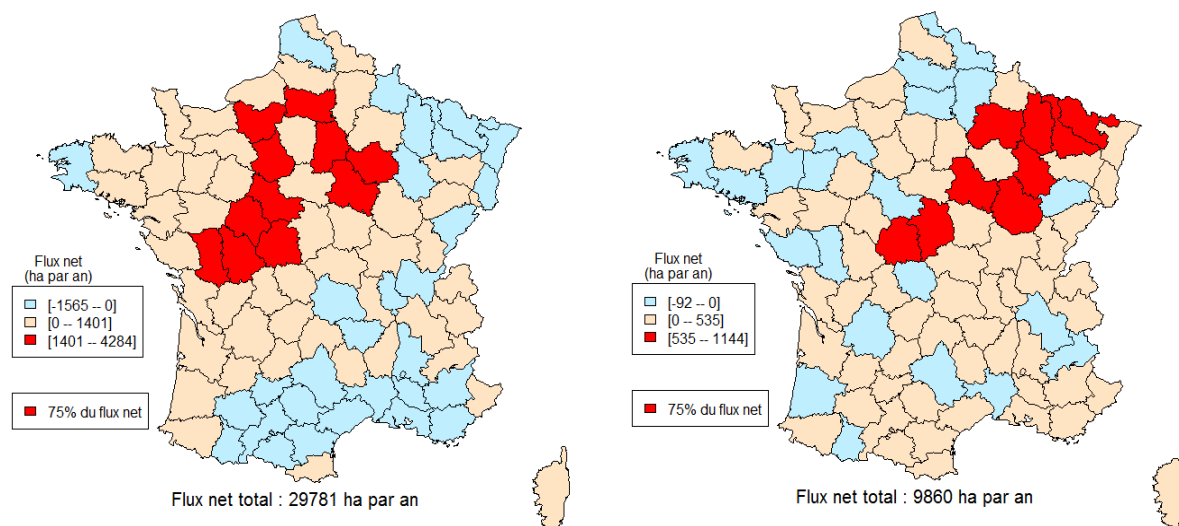 Flux net
(ha par an)
[-1565 -- 0]
[0 -- 1401]
[1401 -- 4284]
75% du flux net
Flux net total : 29781 ha par an
Flux net
(ha par an)
[-92 -- 0]
[0 -- 535]
[535 -- 1144]
75% du flux net
Flux net total : 9860 ha par an